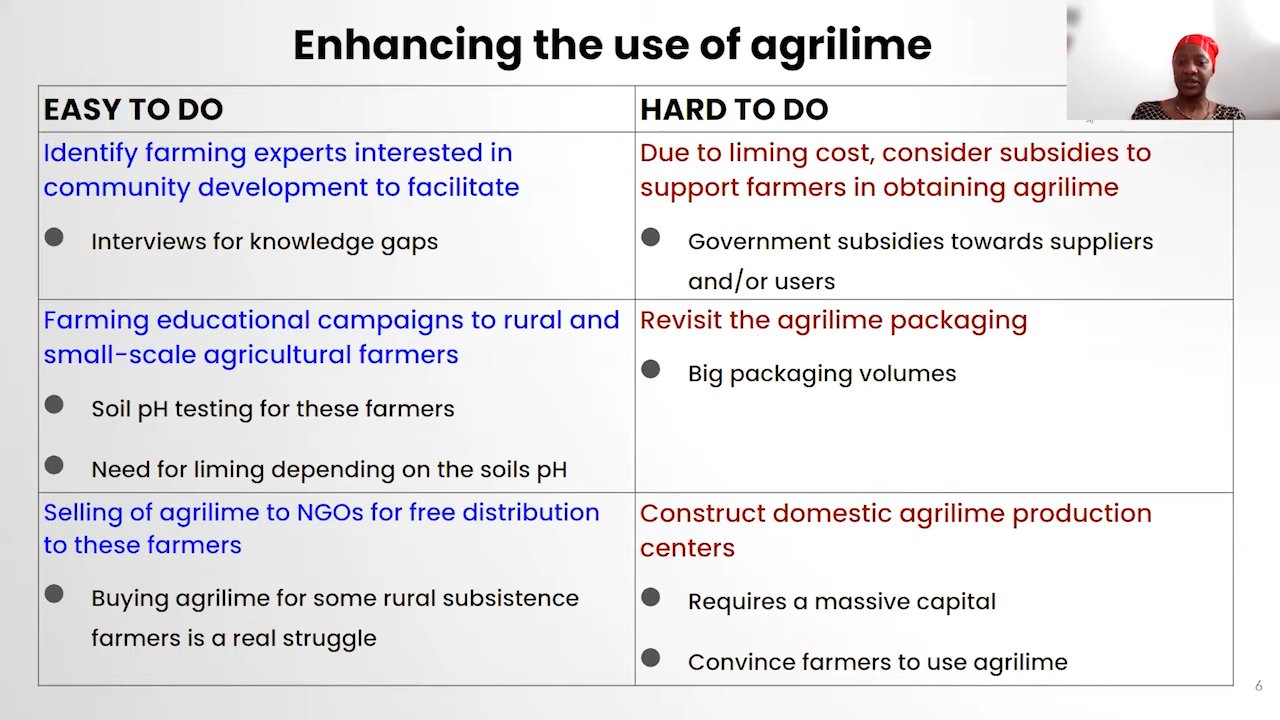 Enhancing the use of agrilime
EASY TO DO
HARD TO DO
Identify farming experts interested in
community development to facilitate
Interviews for knowledge gaps
Due to liming cost, consider subsidies to
support farmers in obtaining agrilime
Government subsidies towards suppliers
and/or users
Farming educational campaigns to rural and
small-scale agricultural farmers
Soil pH testing for these farmers
Need for liming depending on the soils pH
Revisit the agrilime packaging
Big packaging volumes
Selling of agrilime to NGOs for free distribution
to these farmers
Buying agrilime for some rural subsistence
farmers is a real struggle
Construct domestic agrilime production
centers
Requires a massive capital
Convince farmers to use agrilime
6